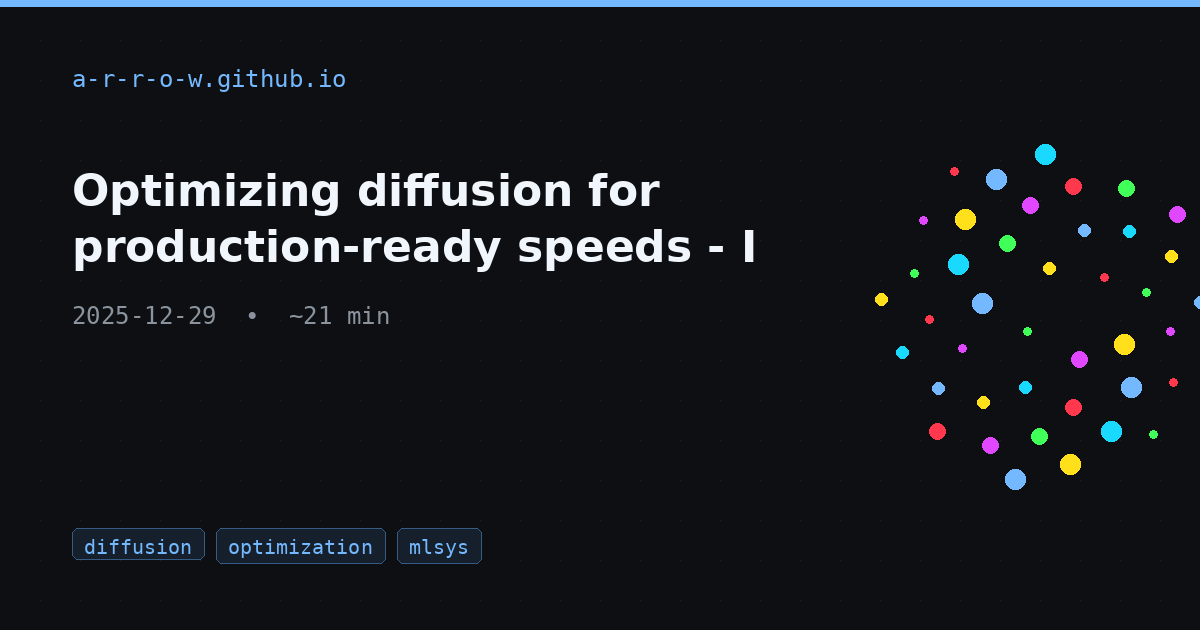 a-r-r-o-w.github.io
Optimizing diffusion for
production-ready speeds - I
2025-12-29 • ~21 min
diffusion optimization mlsys